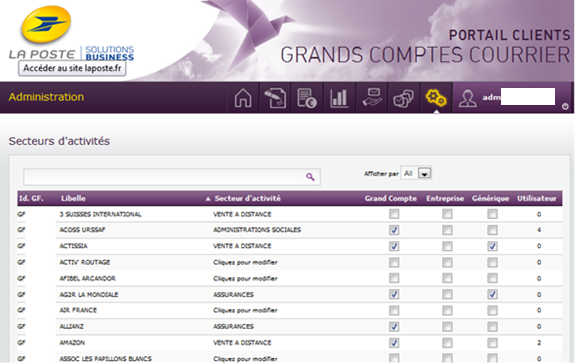 LA POSTE | SOLUTIONS BUSINESS
Accéder au site laposte.fr
PORTAIL CLIENTS
GRANDS COMPTES COURRIER
Administration
adm
Secteurs d'activités
Afficher par All
Id. GF. Libelle Secteur d'activité Grand Compte Entreprise Générique Utilisateur
GF 3 SUISSES INTERNATIONAL VENTE A DISTANCE 0
GF ACOSS URSSAF ADMINISTRATIONS SOCIALES 4
GF ACTISSIA VENTE A DISTANCE 0
GF ACTIV' ROUTAGE Cliquez pour modifier 0
GF AFIBEL ARCANDOR Cliquez pour modifier 0
GF AG2R LA MONDIALE ASSURANCES 0
GF AIR FRANCE Cliquez pour modifier 0
GF ALLIANZ ASSURANCES 0
GF AMAZON VENTE A DISTANCE 2
GF ASSOC LES PAPILLONS BLANCS Cliquez pour modifier 0